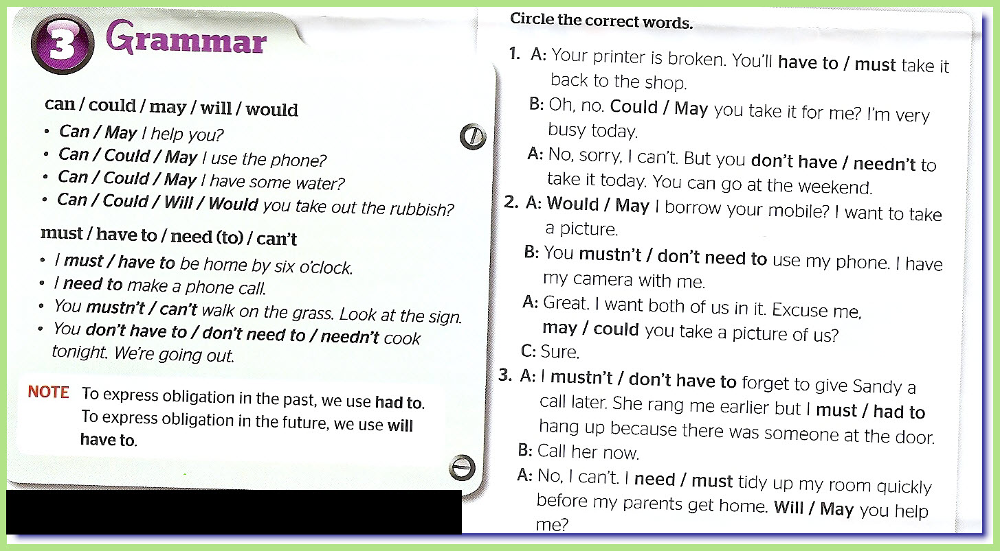 3 Grammar
can / could / may / will / would
• Can / May I help you?
• Can / Could / May I use the phone?
• Can / Could / May I have some water?
• Can / Could / Will / Would you take out the rubbish?
must / have to / need (to) / can't
• I must / have to be home by six o'clock.
• I need to make a phone call.
• You mustn't / can't walk on the grass. Look at the sign.
• You don't have to / don't need to / needn't cook
tonight. We're going out.
NOTE To express obligation in the past, we use had to.
To express obligation in the future, we use will
have to.
Circle the correct words.
1. A: Your printer is broken. You'll have to / must take it
back to the shop.
B: Oh, no. Could / May you take it for me? I'm very
busy today.
A: No, sorry, I can't. But you don't have / needn't to
take it today. You can go at the weekend.
2. A: Would / May I borrow your mobile? I want to take
a picture.
B: You mustn't / don't need to use my phone. I have
my camera with me.
A: Great. I want both of us in it. Excuse me,
may / could you take a picture of us?
C: Sure.
3. A: I mustn't / don't have to forget to give Sandy a
call later. She rang me earlier but I must / had to
hang up because there was someone at the door.
B: Call her now.
A: No, I can't. I need / must tidy up my room quickly
before my parents get home. Will / May you help
me?